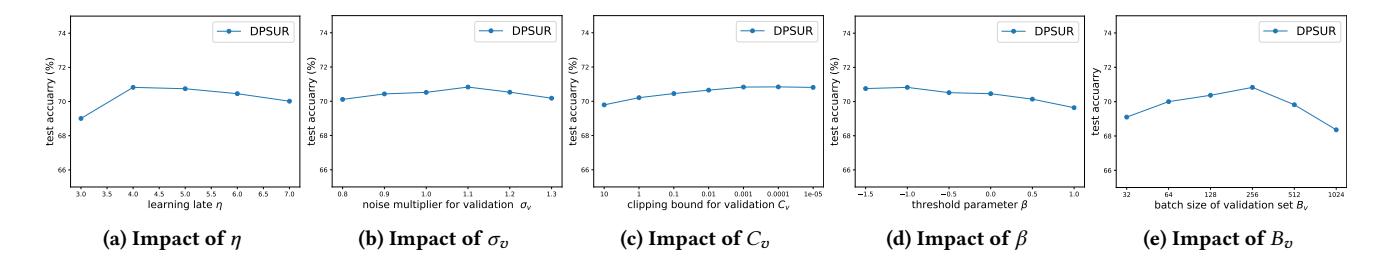 DPSUR
74
72
70
68
66
test accuarry (%)
3.0 3.5 4.0 4.5 5.0 5.5 6.0 6.5 7.0
learning late η
(a) Impact of η
DPSUR
74
72
70
68
66
test accuarry (%)
0.8 0.9 1.0 1.1 1.2 1.3
noise multiplier for validation σv
(b) Impact of σv
DPSUR
74
72
70
68
66
test accuarry (%)
10 1 0.1 0.01 0.001 0.0001 1e-05
clipping bound for validation Cv
(c) Impact of Cv
DPSUR
74
72
70
68
66
test accuarry (%)
−1.5 −1.0 −0.5 0.0 0.5 1.0
threshold parameter β
(d) Impact of β
DPSUR
74
72
70
68
66
test accuarry
32 64 128 256 512 1024
batch size of validation set Bv
(e) Impact of Bv